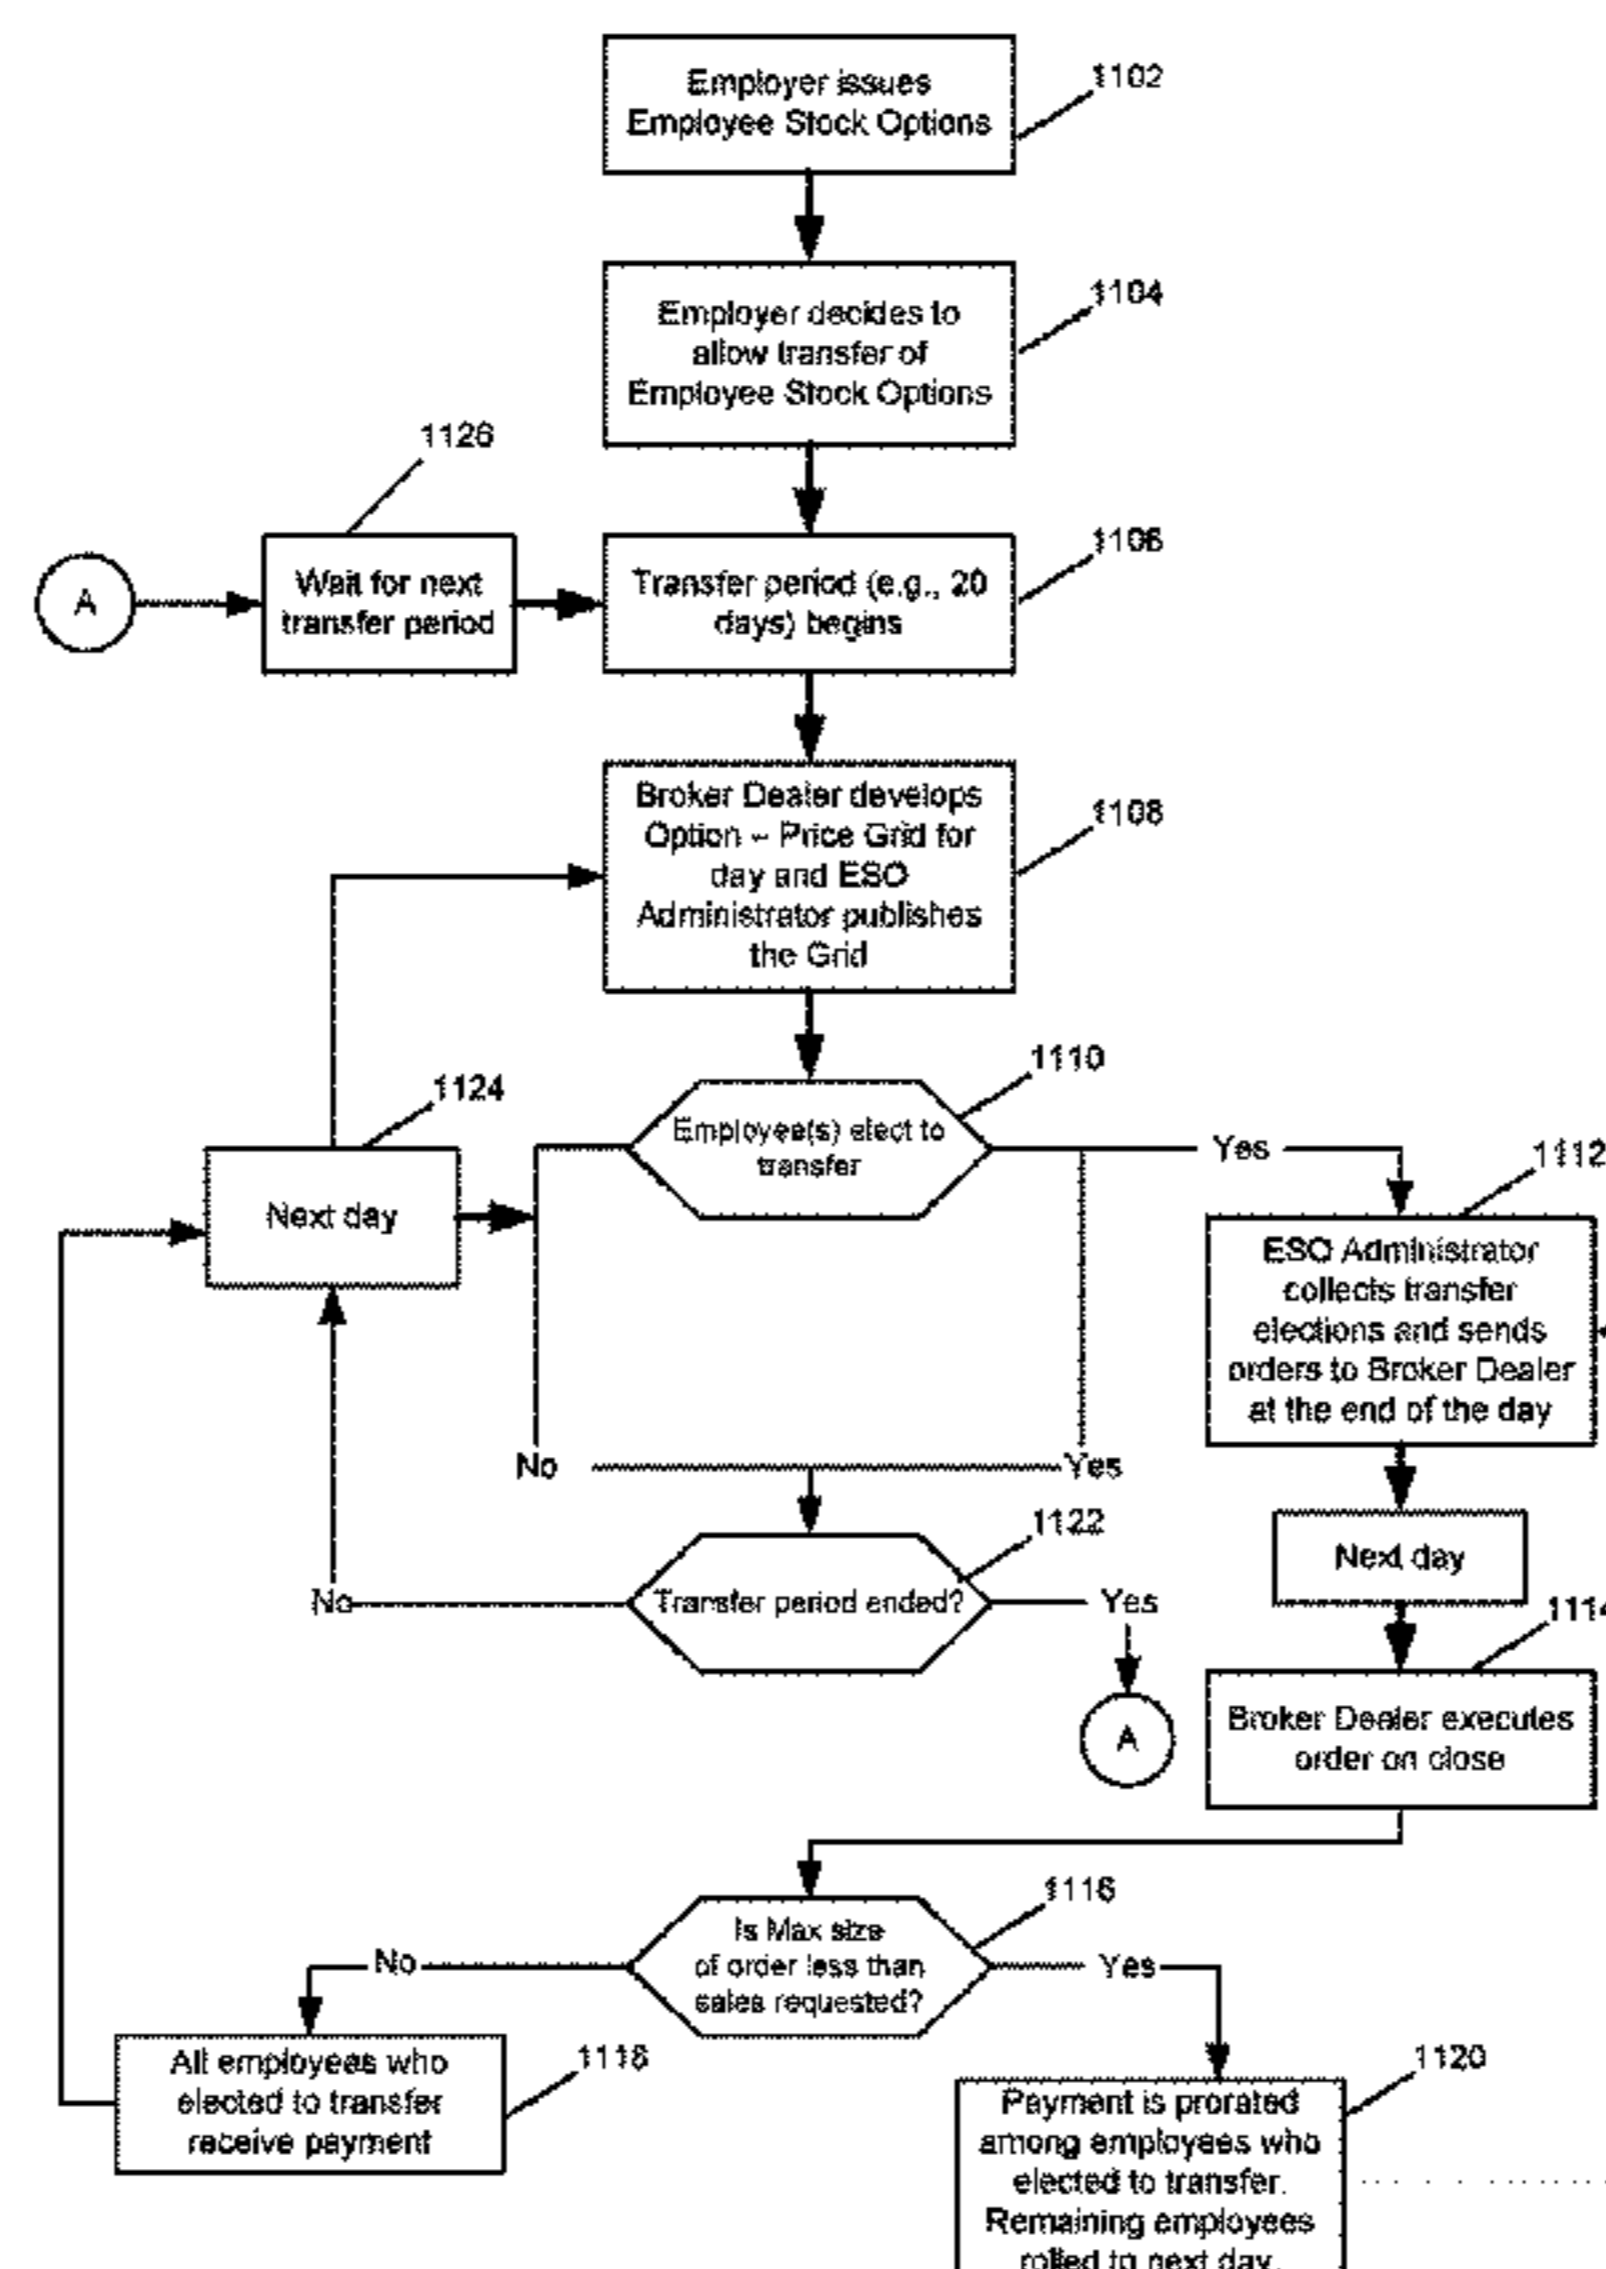 Employer issues
Employee Stock Options
1102
Employer decides to
allow transfer of
Employee Stock Options
1104
1126
A
Wait for next
transfer period
Transfer period (e.g., 20
days) begins
1106
Broker Dealer develops
Option – Price Grid for
day and ESO
Administrator publishes
the Grid
1108
1110
Employee(s) elect to
transfer
1124
Next day
Yes
1112
ESO Administrator
collects transfer
elections and sends
orders to Broker Dealer
at the end of the day
No
Yes
1122
Transfer period ended?
No
Yes
A
Next day
1114
Broker Dealer executes
order on close
1116
Is Max size
of order less than
sales requested?
No
Yes
1118
All employees who
elected to transfer
receive payment
1120
Payment is prorated
among employees who
elected to transfer.
Remaining employees
rolled to next day.